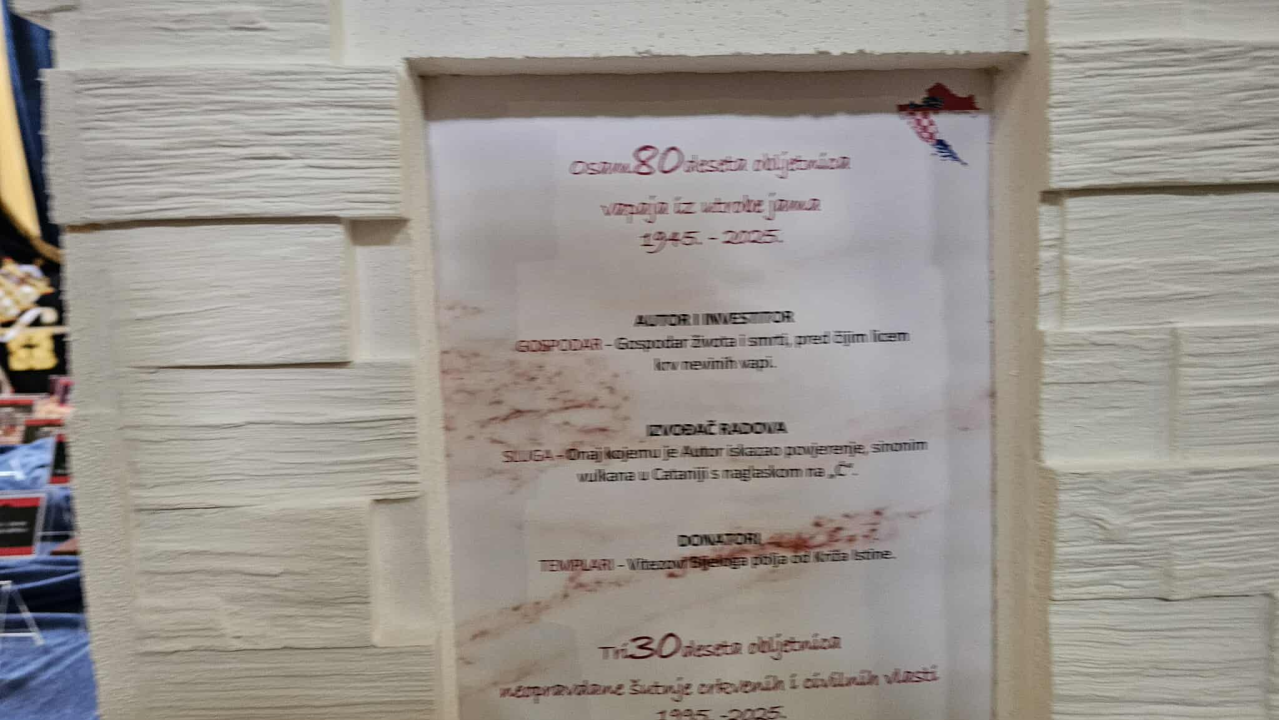 Osam80deseta obljetnica
vapaja iz utrobe jama
1945. - 2025.
AUTOR I INVESTITOR
GOSPODAR - Gospodar života i smrti, pred čijim licem
krv nevinih vapi.
IZVOĐAČ RADOVA
SLUGA - Onaj kojemu je Autor iskazao povjerenje, sinonim
vulkana u Cataniji s naglaskom na „Č“.
DONATORI
TEMPLARI - Vitezovi Bijeloga polja od Križa Istine.
Tri30deseta obljetnica
neopravdane šutnje crkvenih i civilnih vlasti
1995. -2025.